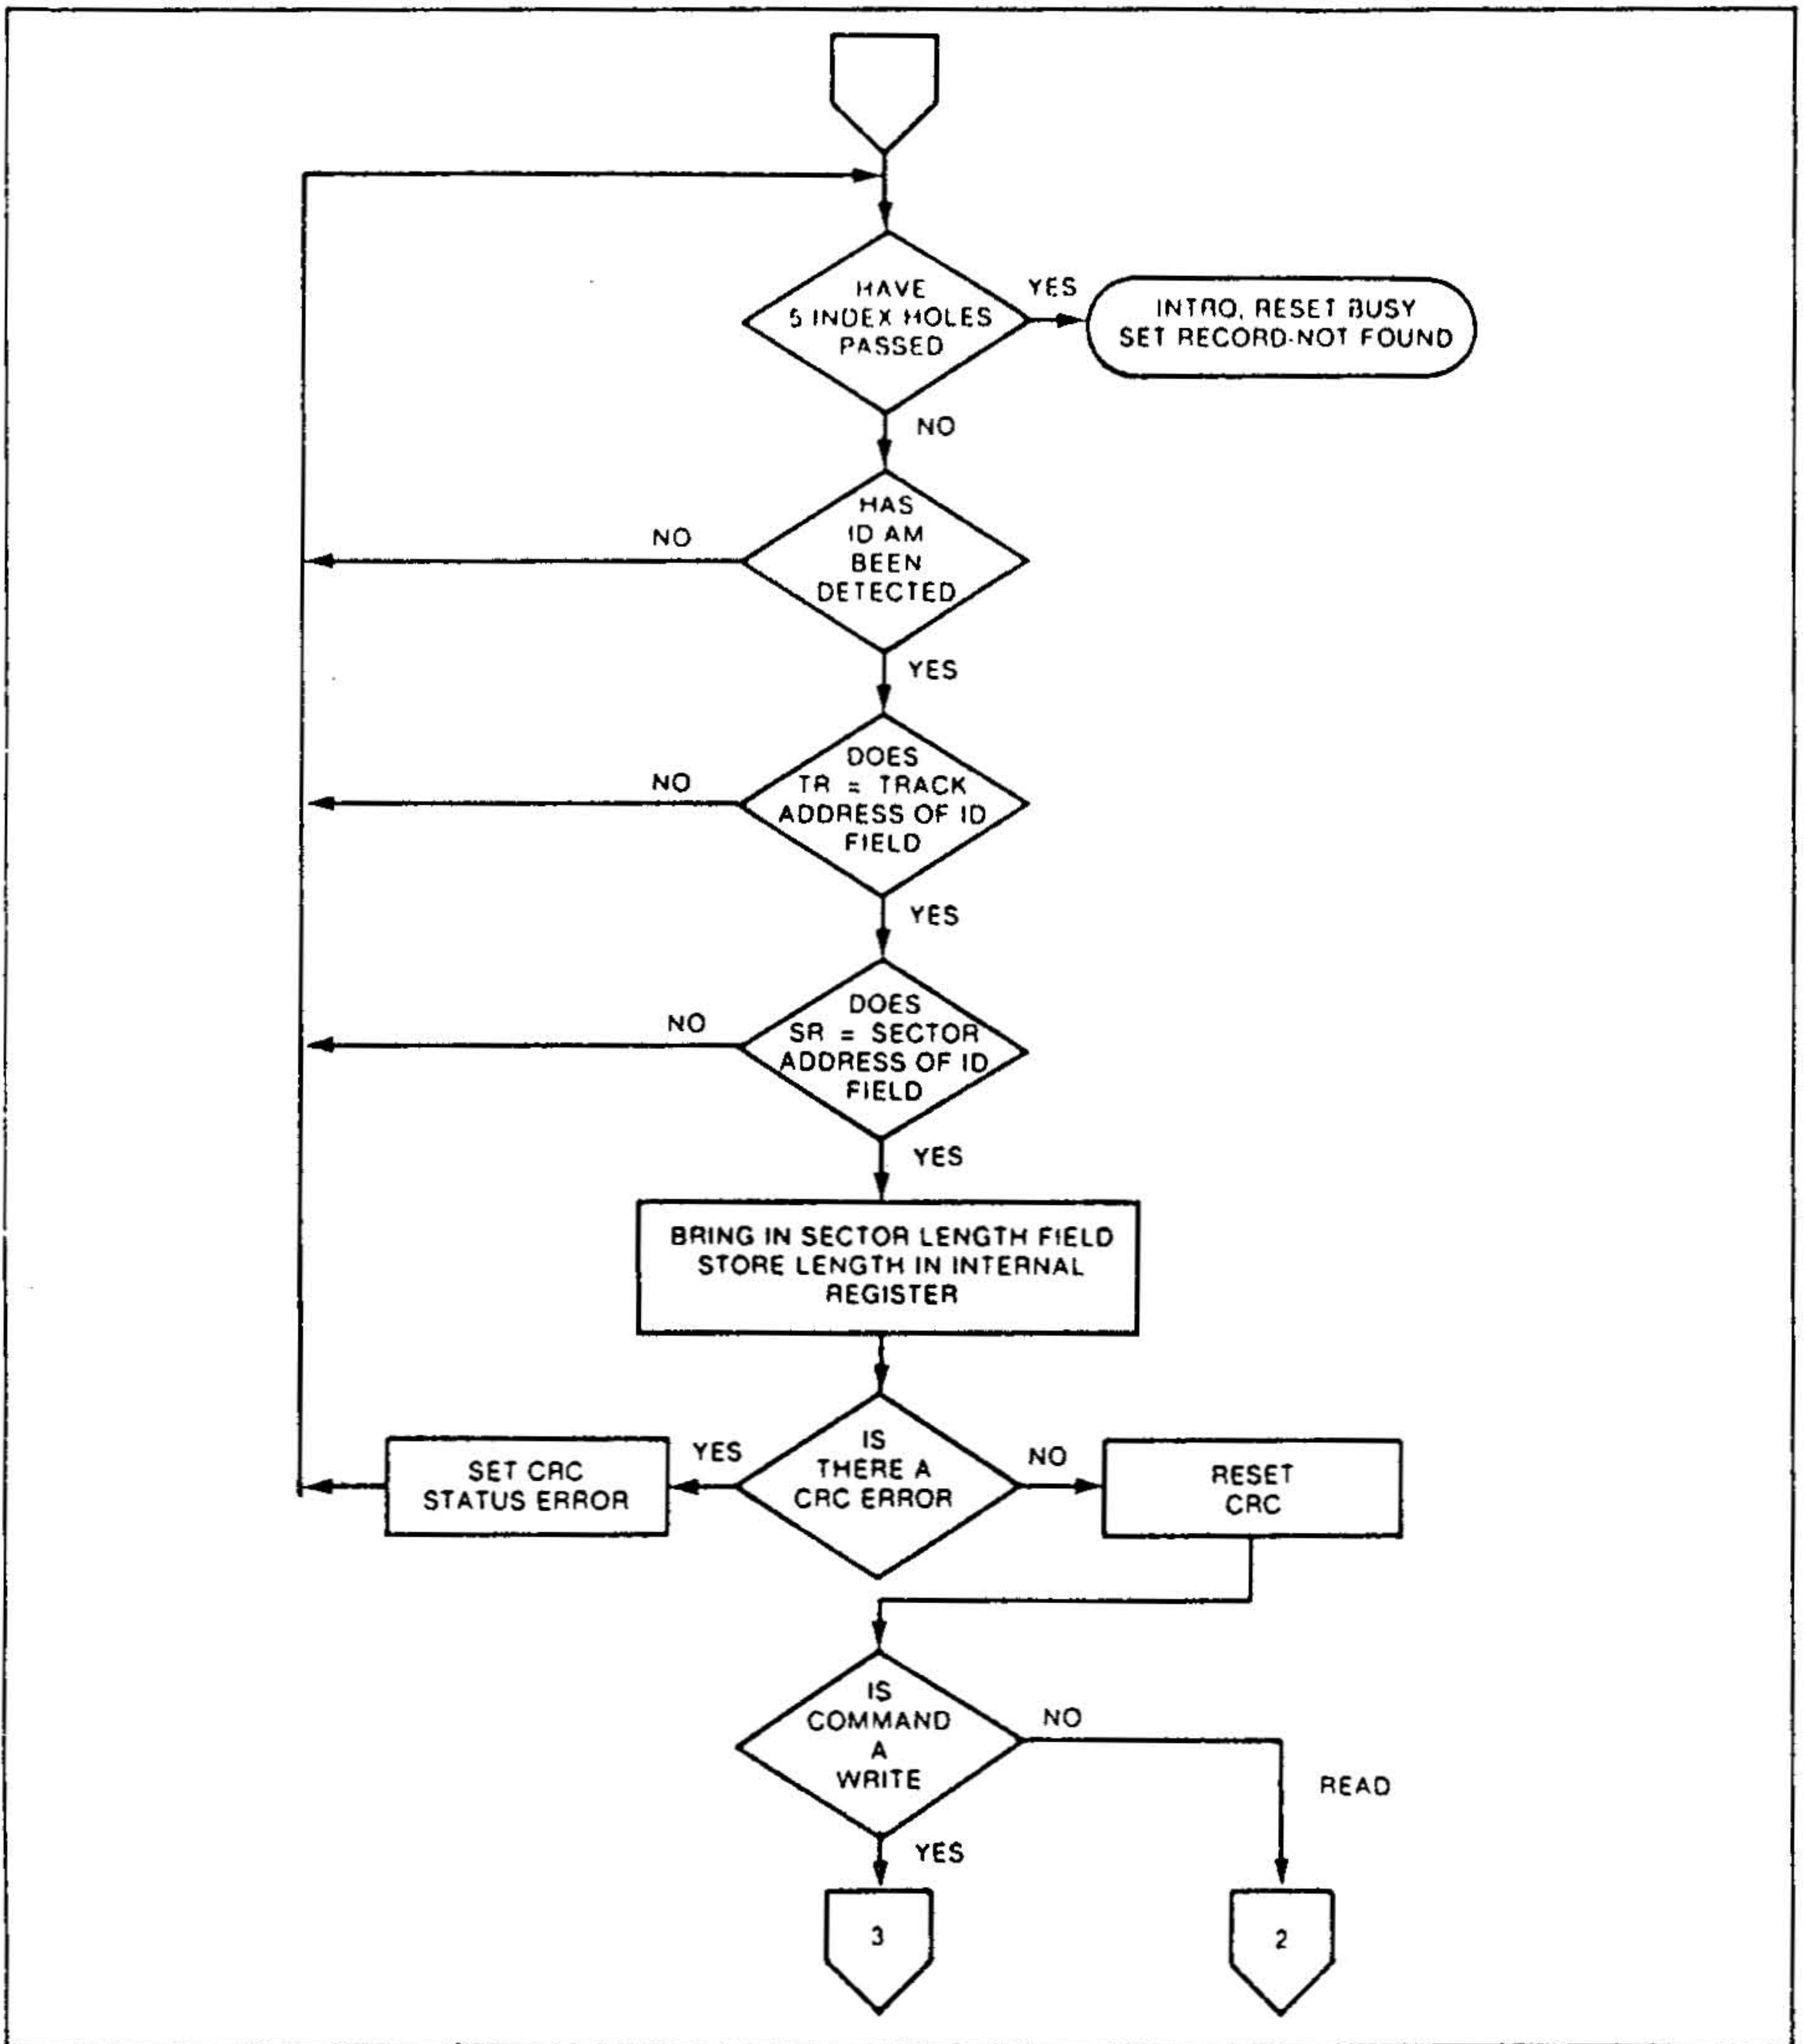 HAVE
5 INDEX HOLES
PASSED
YES
INTRO, RESET BUSY
SET RECORD-NOT FOUND
NO
HAS
ID AM
BEEN
DETECTED
NO
YES
DOES
TR = TRACK
ADDRESS OF ID
FIELD
NO
YES
DOES
SR = SECTOR
ADDRESS OF ID
FIELD
NO
YES
BRING IN SECTOR LENGTH FIELD
STORE LENGTH IN INTERNAL
REGISTER
IS
THERE A
CRC ERROR
YES
SET CRC
STATUS ERROR
NO
RESET
CRC
IS
COMMAND
A
WRITE
NO
READ
YES
3
2